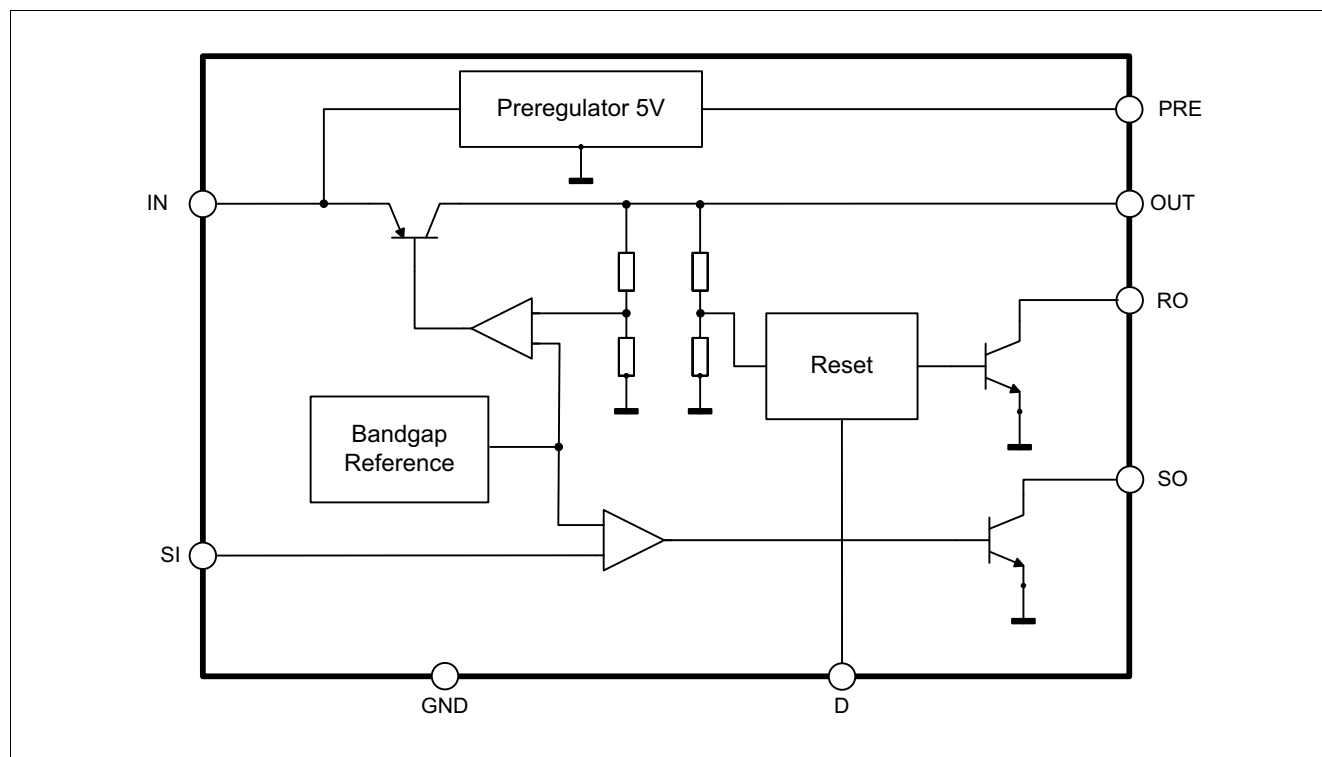 Preregulator 5V
PRE
IN
OUT
RO
Reset
Bandgap
Reference
SO
SI
GND
D